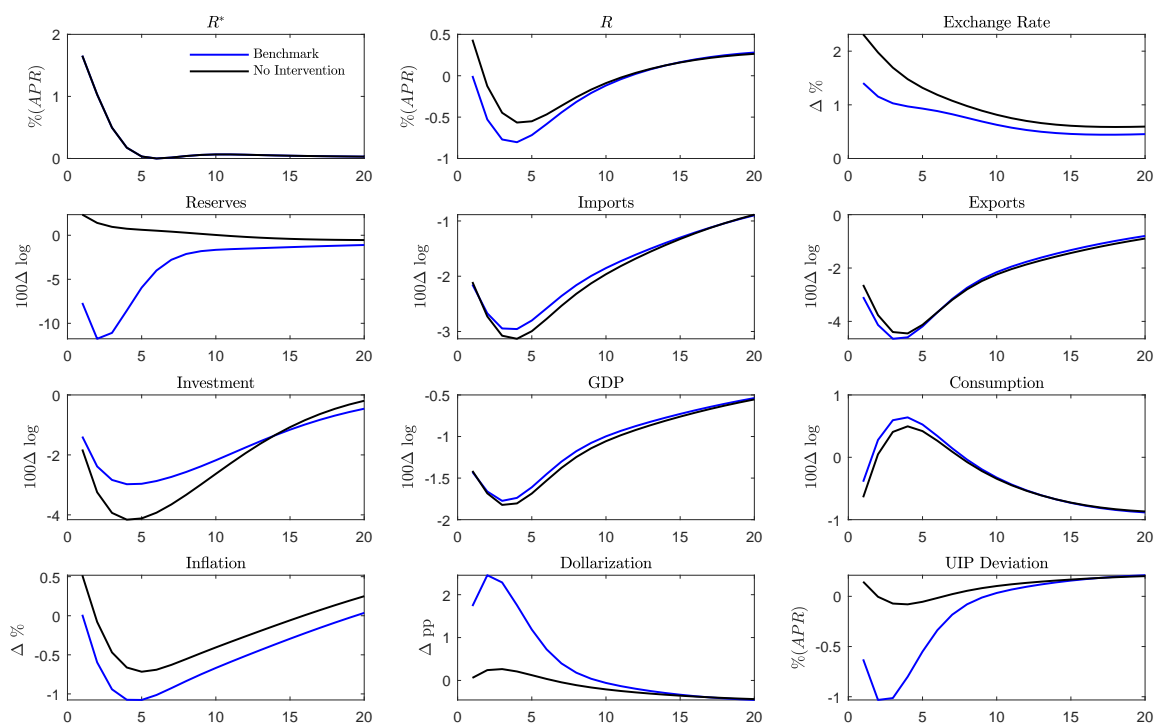 R*
%(APR)
2
1
0
0 5 10 15 20
Benchmark
No Intervention
R
%(APR)
0.5
0
-0.5
-1
0 5 10 15 20
Exchange Rate
Δ %
2
1
0
0 5 10 15 20
Reserves
100Δ log
0
-5
-10
0 5 10 15 20
Imports
100Δ log
-1
-2
-3
0 5 10 15 20
Exports
100Δ log
0
-2
-4
0 5 10 15 20
Investment
100Δ log
0
-2
-4
0 5 10 15 20
GDP
100Δ log
-0.5
-1
-1.5
-2
0 5 10 15 20
Consumption
100Δ log
1
0
-1
0 5 10 15 20
Inflation
Δ %
0.5
0
-0.5
-1
0 5 10 15 20
Dollarization
Δ pp
2
1
0
0 5 10 15 20
UIP Deviation
%(APR)
0
-0.5
-1
0 5 10 15 20